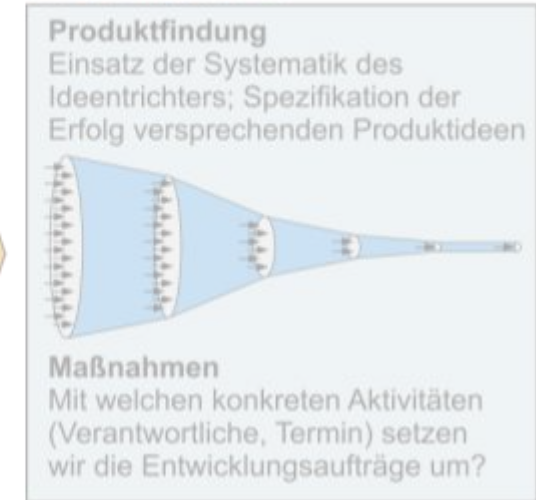 Produktfindung
Einsatz der Systematik des
Ideentrichters; Spezifikation der
Erfolg versprechenden Produktideen
Maßnahmen
Mit welchen konkreten Aktivitäten
(Verantwortliche, Termin) setzen
wir die Entwicklungsaufträge um?